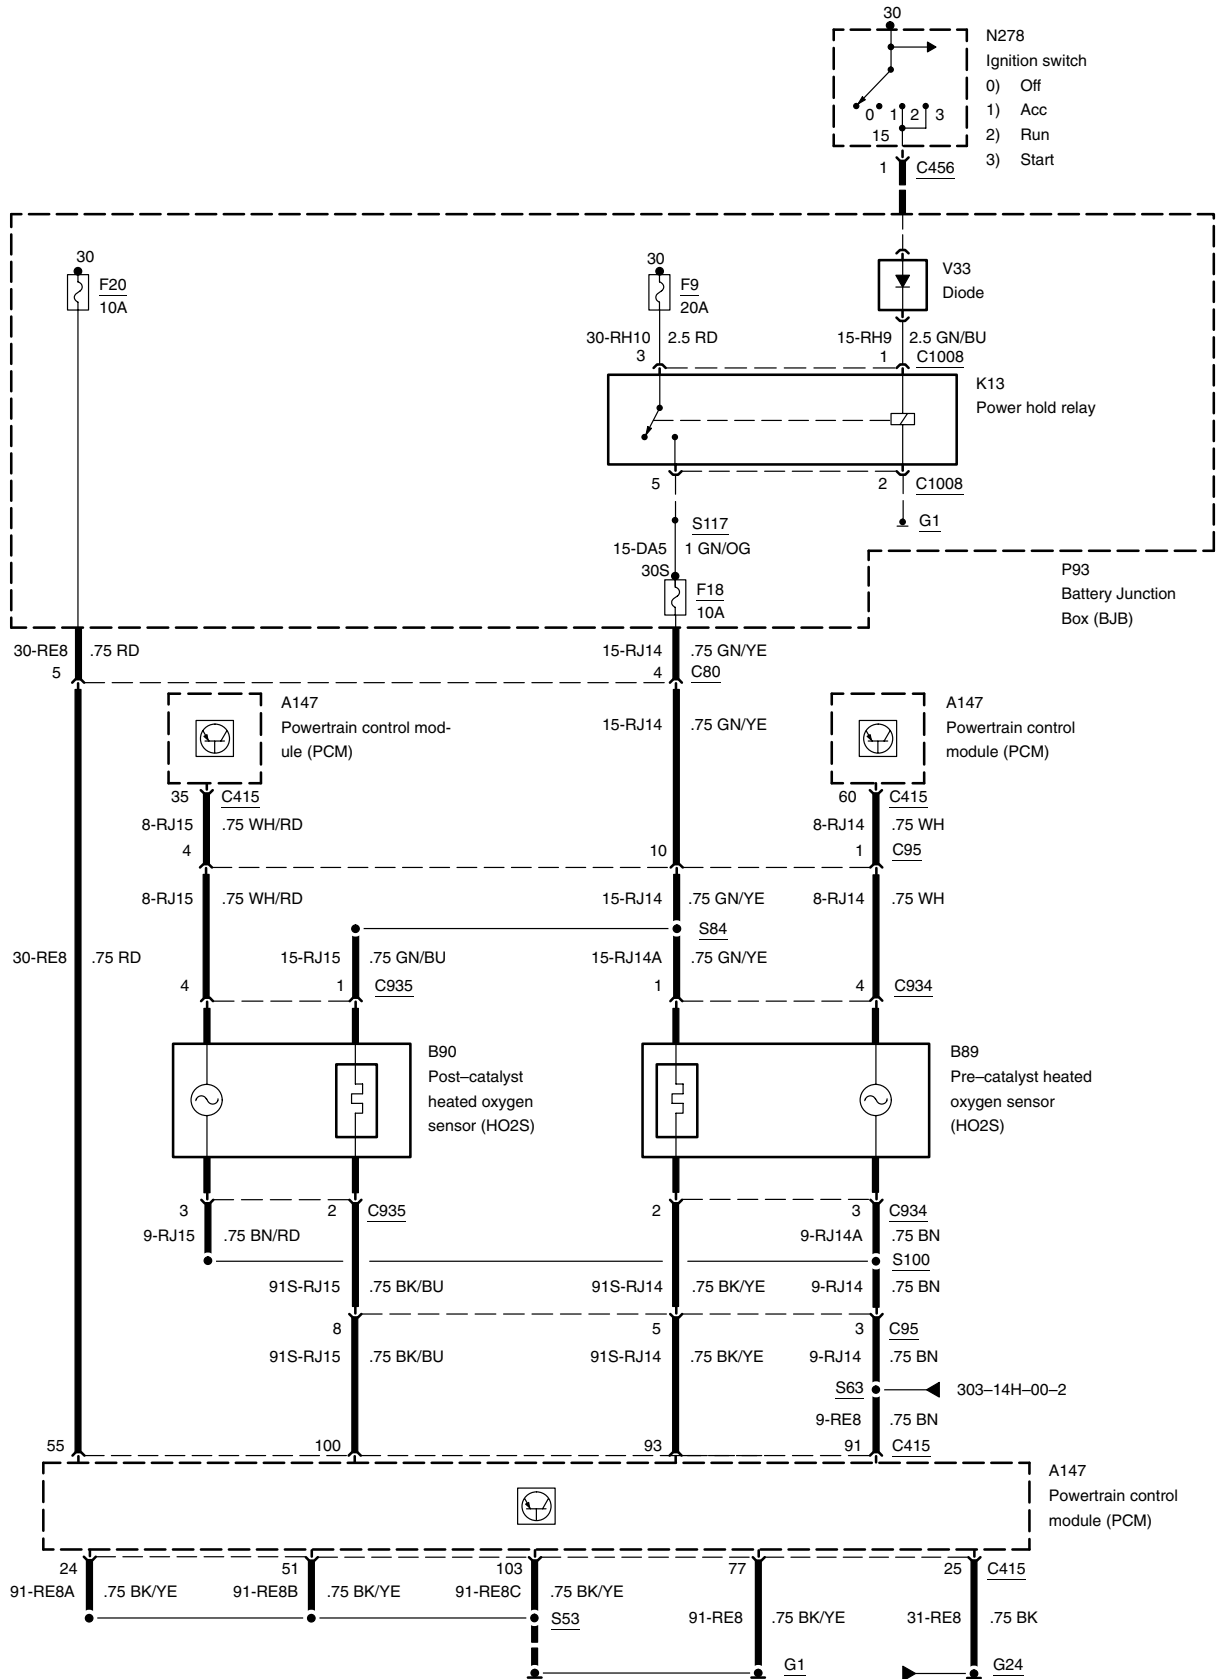 30
N278
Ignition switch
0) Off
1) Acc
2) Run
3) Start
0 1 2 3
15
1 C456
30
F20
10A
30
F9
20A
V33
Diode
30-RH10 2.5 RD
15-RH9 2.5 GN/BU
3
1 C1008
K13
Power hold relay
5
2 C1008
S117
G1
15-DA5 1 GN/OG
30S
F18
10A
P93
Battery Junction
Box (BJB)
30-RE8 .75 RD
15-RJ14 .75 GN/YE
5
4 C80
A147
Powertrain control mod-
ule (PCM)
15-RJ14 .75 GN/YE
A147
Powertrain control
module (PCM)
35 C415
60 C415
8-RJ15 .75 WH/RD
8-RJ14 .75 WH
4
10
1 C95
8-RJ15 .75 WH/RD
15-RJ14 .75 GN/YE
8-RJ14 .75 WH
S84
30-RE8 .75 RD
15-RJ15 .75 GN/BU
15-RJ14A .75 GN/YE
4
1 C935
1
4 C934
B90
Post–catalyst
heated oxygen
sensor (HO2S)
B89
Pre–catalyst heated
oxygen sensor
(HO2S)
3
2 C935
2
3 C934
9-RJ15 .75 BN/RD
9-RJ14A .75 BN
S100
91S-RJ15 .75 BK/BU
91S-RJ14 .75 BK/YE
9-RJ14 .75 BN
8
5
3 C95
91S-RJ15 .75 BK/BU
91S-RJ14 .75 BK/YE
9-RJ14 .75 BN
S63 303–14H–00–2
9-RE8 .75 BN
55
100
93
91 C415
A147
Powertrain control
module (PCM)
24
51
103
77
25 C415
91-RE8A .75 BK/YE
91-RE8B .75 BK/YE
91-RE8C .75 BK/YE
S53
91-RE8 .75 BK/YE
31-RE8 .75 BK
G1
G24